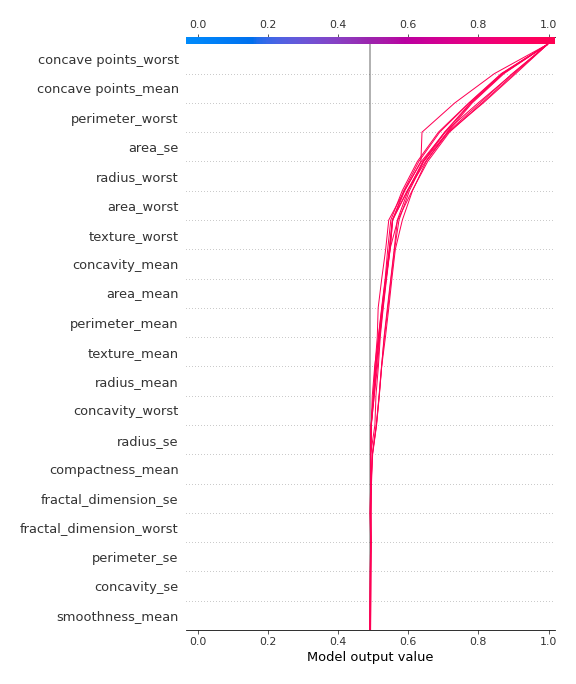 0.0 0.2 0.4 0.6 0.8 1.0
concave points_worst
concave points_mean
perimeter_worst
area_se
radius_worst
area_worst
texture_worst
concavity_mean
area_mean
perimeter_mean
texture_mean
radius_mean
concavity_worst
radius_se
compactness_mean
fractal_dimension_se
fractal_dimension_worst
perimeter_se
concavity_se
smoothness_mean
0.0 0.2 0.4 0.6 0.8 1.0
Model output value